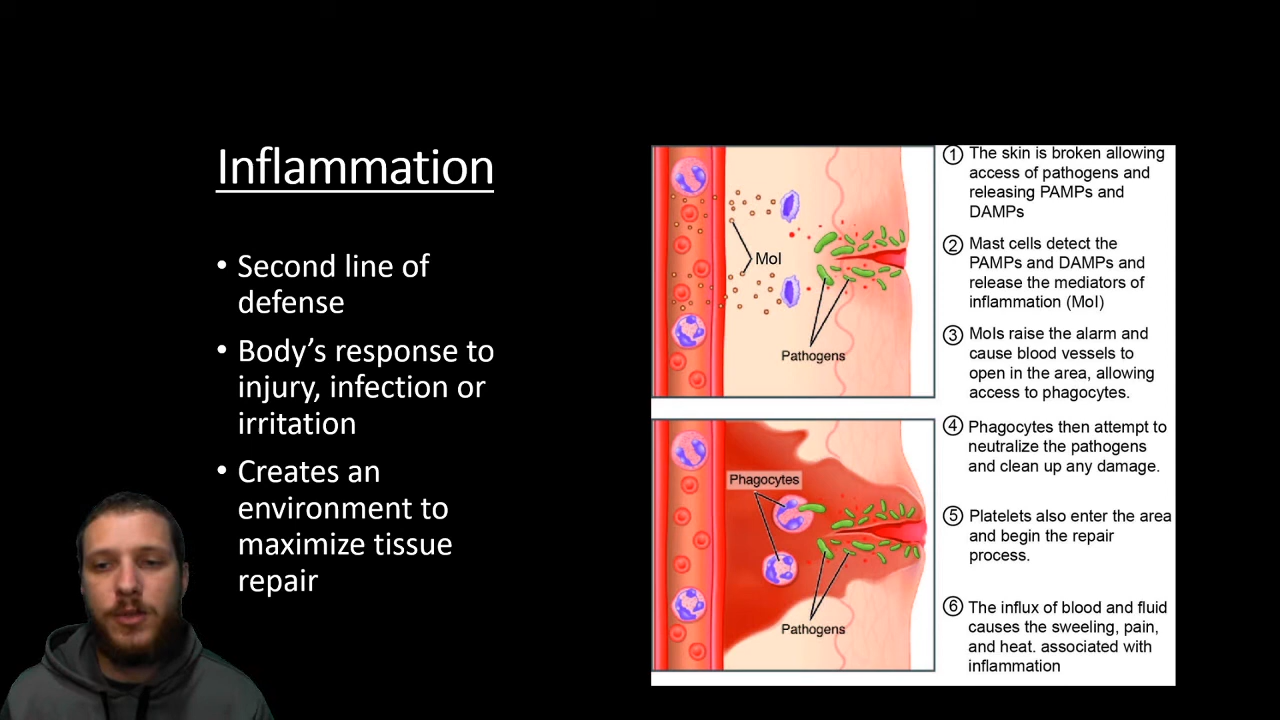 Inflammation
• Second line of
defense
• Body's response to
injury, infection or
irritation
• Creates an
environment to
maximize tissue
repair
MoI
Pathogens
Phagocytes
Pathogens
① The skin is broken allowing
access of pathogens and
releasing PAMPs and
DAMPs
② Mast cells detect the
PAMPs and DAMPs and
release the mediators of
inflammation (MoI)
③ MoIs raise the alarm and
cause blood vessels to
open in the area, allowing
access to phagocytes.
④ Phagocytes then attempt to
neutralize the pathogens
and clean up any damage.
⑤ Platelets also enter the area
and begin the repair
process.
⑥ The influx of blood and fluid
causes the sweeling, pain,
and heat. associated with
inflammation